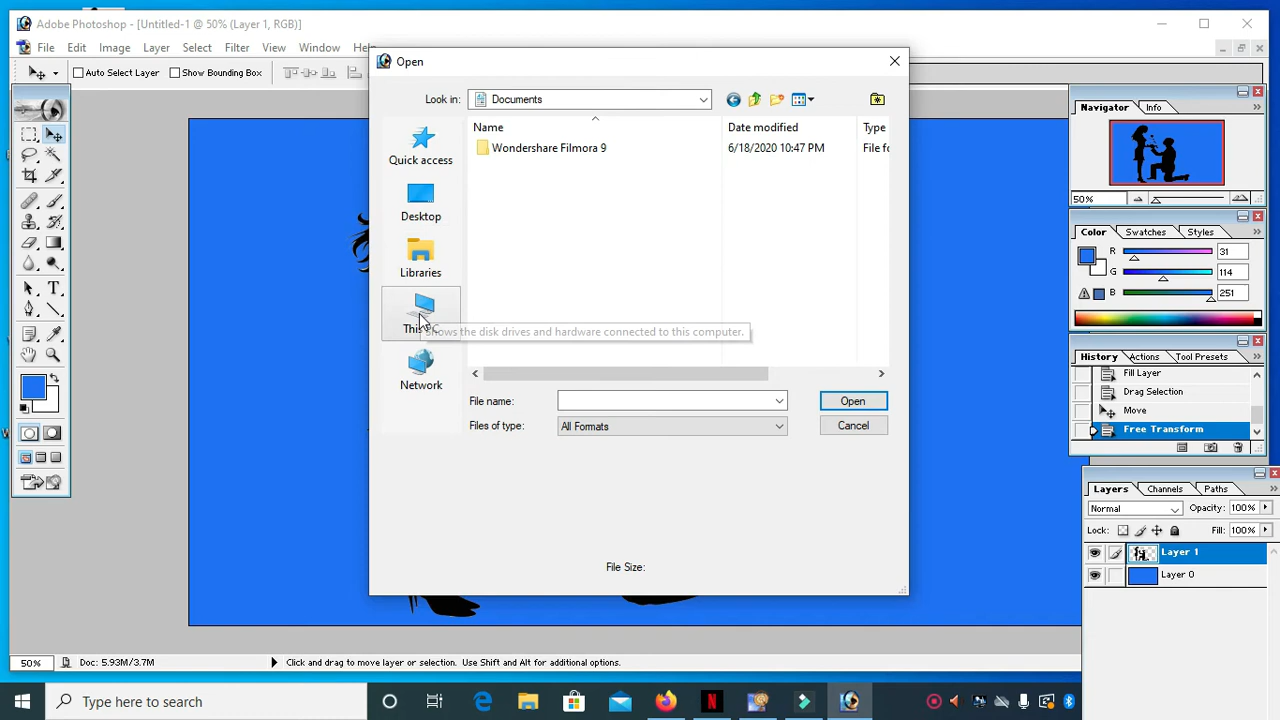 Adobe Photoshop - [Untitled-1 @ 50% (Layer 1, RGB)]
File Edit Image Layer Select Filter View Window Help
Auto Select Layer Show Bounding Box
Open
Look in: Documents
Name Date modified Type
Wondershare Filmora 9 6/18/2020 10:47 PM File fo
Quick access
Desktop
Libraries
This
Shows the disk drives and hardware connected to this computer.
Network
File name: Open
Files of type: All Formats Cancel
File Size:
Navigator Info
50%
Color Swatches Styles
R 31
G 114
B 251
History Actions Tool Presets
Fill Layer
Drag Selection
Move
Free Transform
Layers Channels Paths
Normal Opacity: 100%
Lock: Fill: 100%
Layer 1
Layer 0
50% Doc: 5.93M/3.7M Click and drag to move layer or selection. Use Shift and Alt for additional options.
Type here to search